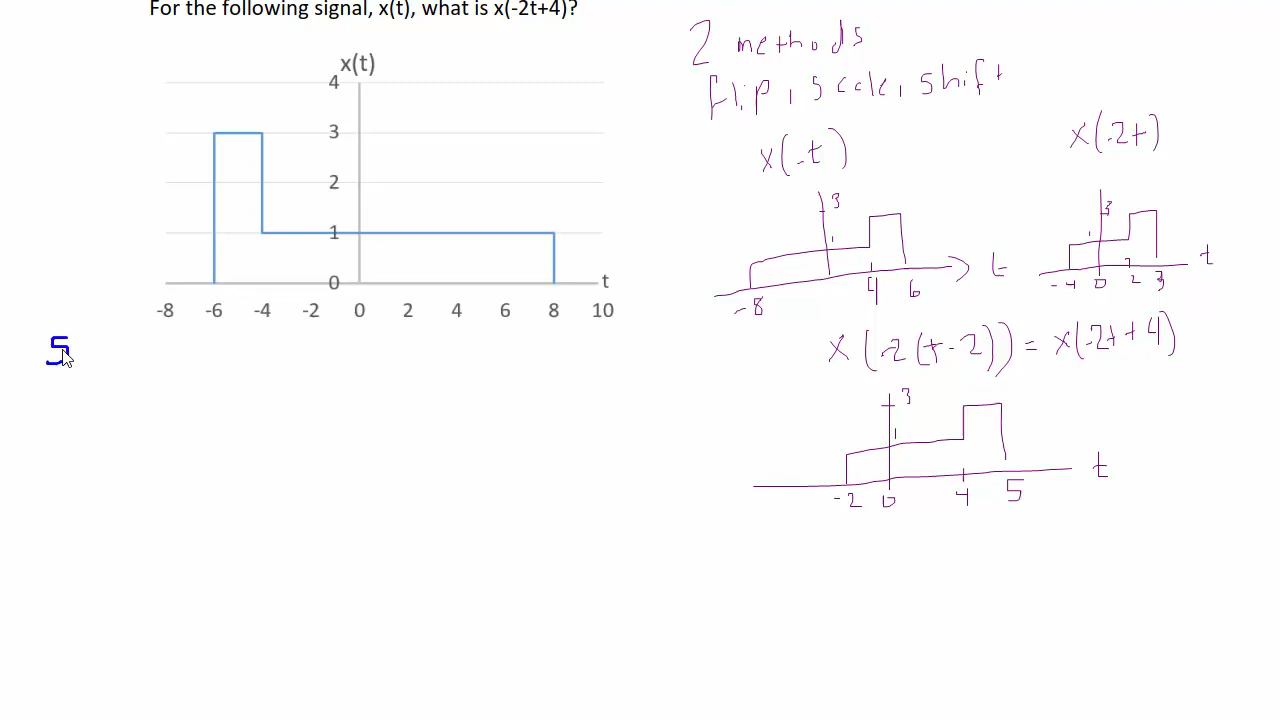 For the following signal, x(t), what is x(-2t+4)?
x(t)
4
3
2
1
0
t
-8 -6 -4 -2 0 2 4 6 8 10
5
2 methods
flip, scale, shift
x(-t)
3
1
-8 4 6
t
x(-2t)
3
1
-4 0 2 3
t
x(-2(t-2)) = x(-2t+4)
3
1
-2 0 4 5
t